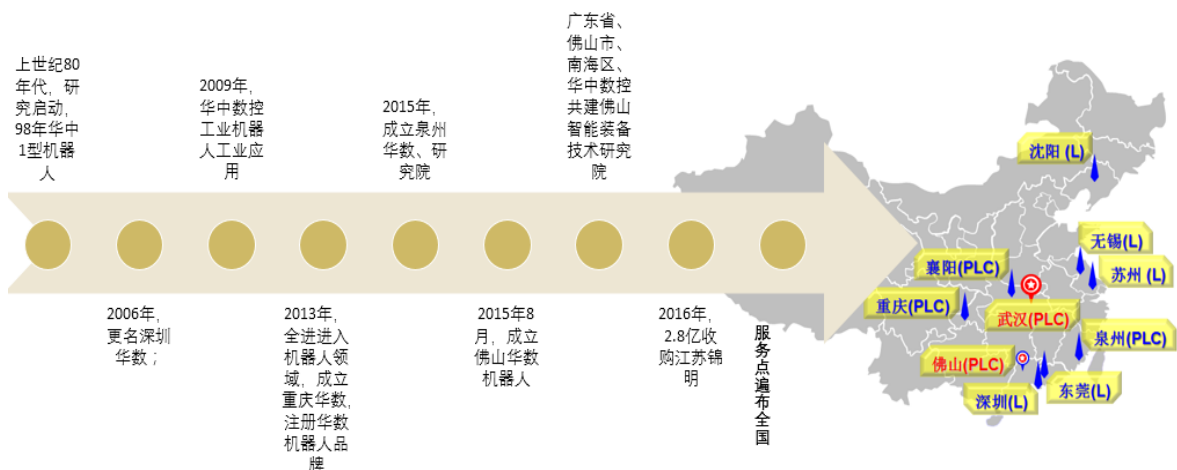 上世纪80
年代，研
究启动，
98年华中
1型机器
人
2006年，
更名深圳
华数；
2009年，
华中数控
工业机器
人工业应
用
2013年，
全进进入
机器人领
域，成立
重庆华数，
注册华数
机器人品
牌
2015年，
成立泉州
华数、研
究院
2015年8
月，成立
佛山华数
机器人
广东省、
佛山市、
南海区、
华中数控
共建佛山
智能装备
技术研究
院
2016年，
2.8亿收
购江苏锦
明
服务点遍布全国
沈阳 (L)
无锡(L)
苏州 (L)
襄阳(PLC)
重庆(PLC)
武汉(PLC)
泉州(PLC)
佛山(PLC)
东莞(L)
深圳(L)